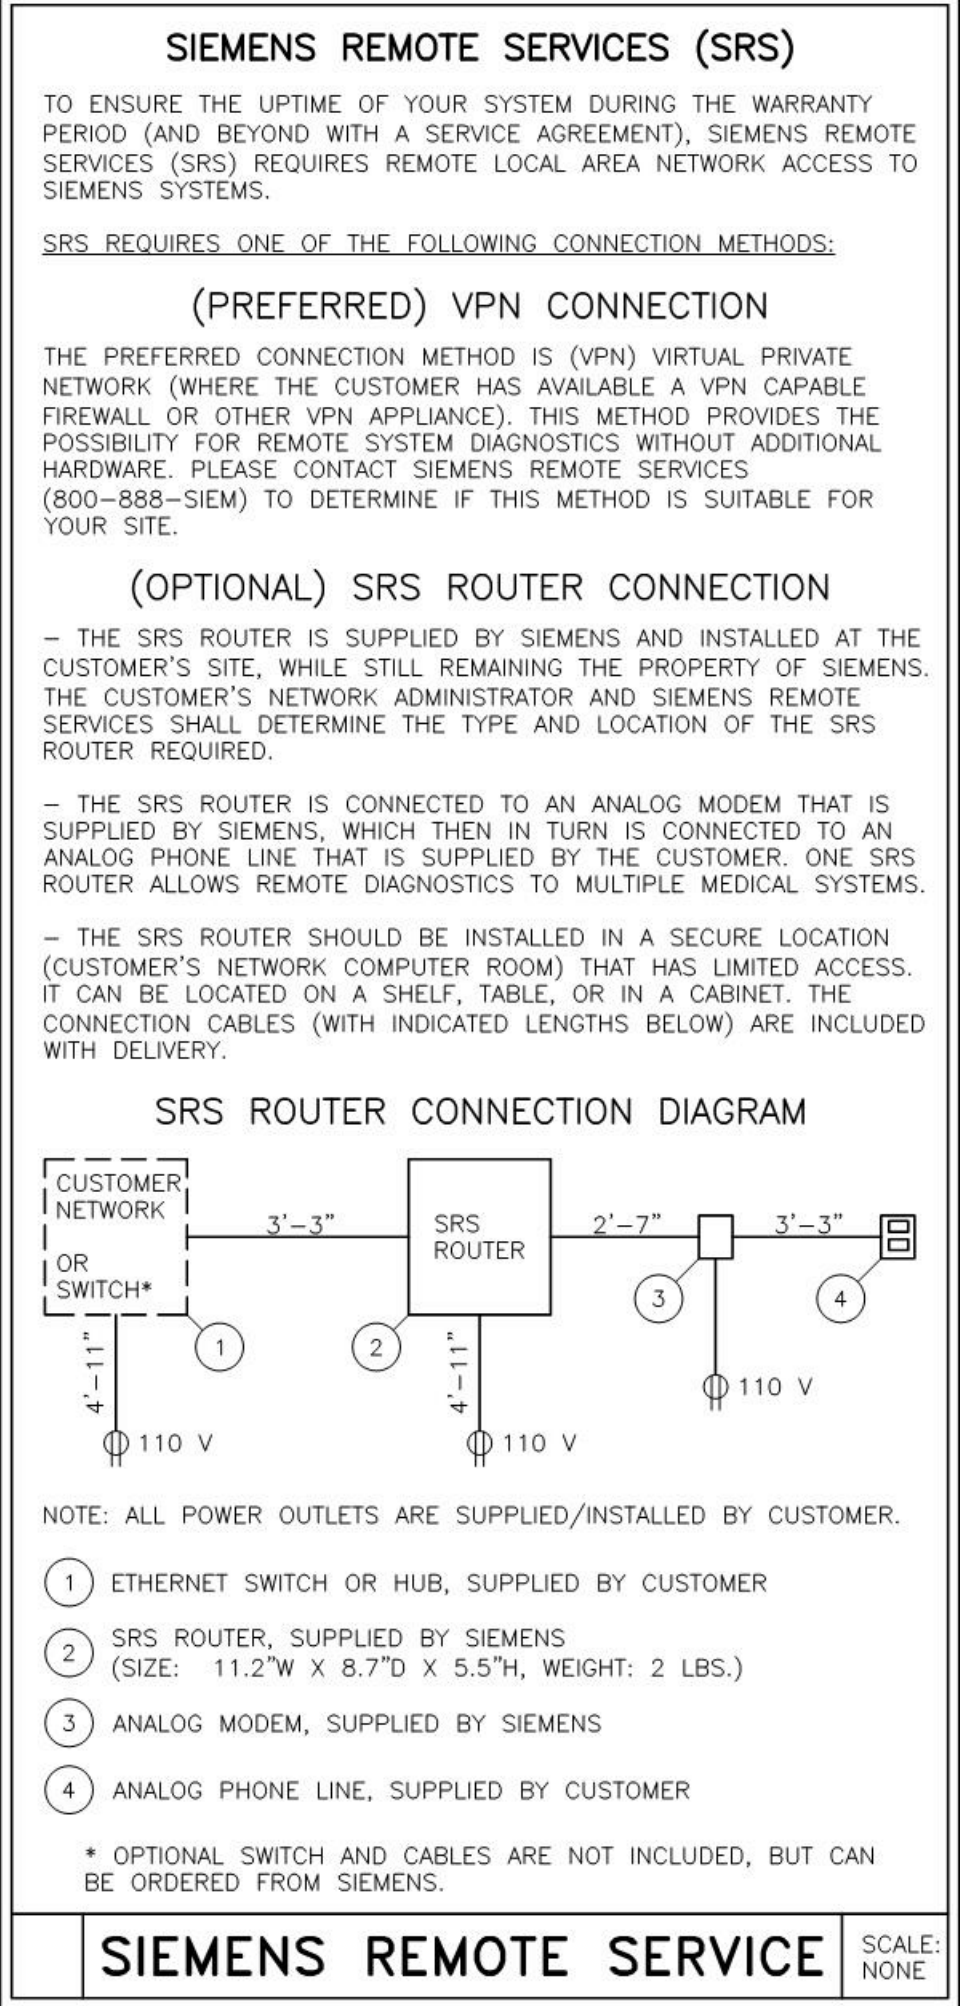 SIEMENS REMOTE SERVICES (SRS)
TO ENSURE THE UPTIME OF YOUR SYSTEM DURING THE WARRANTY
PERIOD (AND BEYOND WITH A SERVICE AGREEMENT), SIEMENS REMOTE
SERVICES (SRS) REQUIRES REMOTE LOCAL AREA NETWORK ACCESS TO
SIEMENS SYSTEMS.
SRS REQUIRES ONE OF THE FOLLOWING CONNECTION METHODS:
(PREFERRED) VPN CONNECTION
THE PREFERRED CONNECTION METHOD IS (VPN) VIRTUAL PRIVATE
NETWORK (WHERE THE CUSTOMER HAS AVAILABLE A VPN CAPABLE
FIREWALL OR OTHER VPN APPLIANCE). THIS METHOD PROVIDES THE
POSSIBILITY FOR REMOTE SYSTEM DIAGNOSTICS WITHOUT ADDITIONAL
HARDWARE. PLEASE CONTACT SIEMENS REMOTE SERVICES
(800-888-SIEM) TO DETERMINE IF THIS METHOD IS SUITABLE FOR
YOUR SITE.
(OPTIONAL) SRS ROUTER CONNECTION
- THE SRS ROUTER IS SUPPLIED BY SIEMENS AND INSTALLED AT THE
CUSTOMER'S SITE, WHILE STILL REMAINING THE PROPERTY OF SIEMENS.
THE CUSTOMER'S NETWORK ADMINISTRATOR AND SIEMENS REMOTE
SERVICES SHALL DETERMINE THE TYPE AND LOCATION OF THE SRS
ROUTER REQUIRED.
- THE SRS ROUTER IS CONNECTED TO AN ANALOG MODEM THAT IS
SUPPLIED BY SIEMENS, WHICH THEN IN TURN IS CONNECTED TO AN
ANALOG PHONE LINE THAT IS SUPPLIED BY THE CUSTOMER. ONE SRS
ROUTER ALLOWS REMOTE DIAGNOSTICS TO MULTIPLE MEDICAL SYSTEMS.
- THE SRS ROUTER SHOULD BE INSTALLED IN A SECURE LOCATION
(CUSTOMER'S NETWORK COMPUTER ROOM) THAT HAS LIMITED ACCESS.
IT CAN BE LOCATED ON A SHELF, TABLE, OR IN A CABINET. THE
CONNECTION CABLES (WITH INDICATED LENGTHS BELOW) ARE INCLUDED
WITH DELIVERY.
SRS ROUTER CONNECTION DIAGRAM
CUSTOMER
NETWORK
OR
SWITCH*
3'-3"
SRS
ROUTER
2'-7"
3'-3"
3
4
1
2
4'-11"
4'-11"
110 V
110 V
110 V
NOTE: ALL POWER OUTLETS ARE SUPPLIED/INSTALLED BY CUSTOMER.
1 ETHERNET SWITCH OR HUB, SUPPLIED BY CUSTOMER
2 SRS ROUTER, SUPPLIED BY SIEMENS
(SIZE: 11.2"W X 8.7"D X 5.5"H, WEIGHT: 2 LBS.)
3 ANALOG MODEM, SUPPLIED BY SIEMENS
4 ANALOG PHONE LINE, SUPPLIED BY CUSTOMER
* OPTIONAL SWITCH AND CABLES ARE NOT INCLUDED, BUT CAN
BE ORDERED FROM SIEMENS.
SIEMENS REMOTE SERVICE
SCALE:
NONE